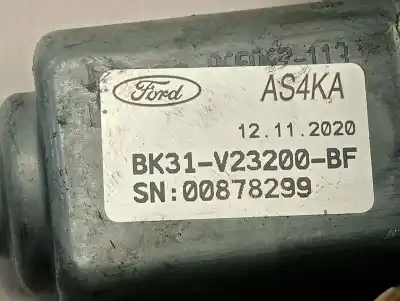 Ford AS4KA
12.11.2020
BK31-V23200-BF
SN:00878299